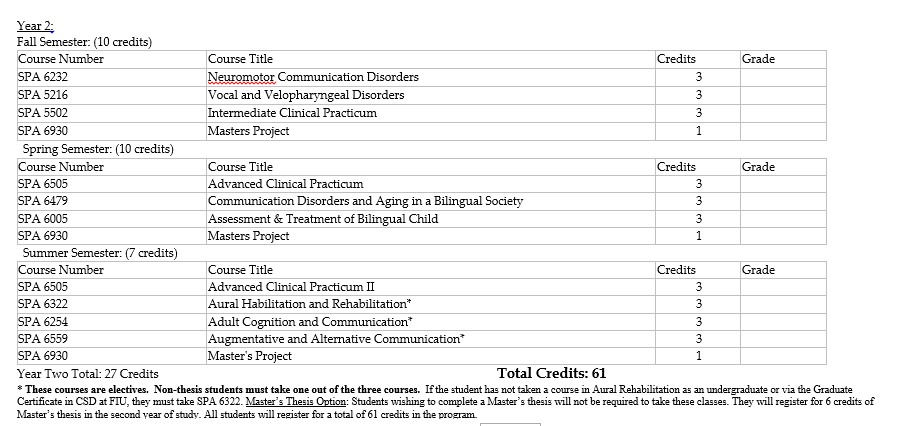 Year 2:
Fall Semester: (10 credits)
Course Number Course Title Credits Grade
SPA 6232 Neuromotor Communication Disorders 3
SPA 5216 Vocal and Velopharyngeal Disorders 3
SPA 5502 Intermediate Clinical Practicum 3
SPA 6930 Masters Project 1
Spring Semester: (10 credits)
Course Number Course Title Credits Grade
SPA 6505 Advanced Clinical Practicum 3
SPA 6479 Communication Disorders and Aging in a Bilingual Society 3
SPA 6005 Assessment & Treatment of Bilingual Child 3
SPA 6930 Masters Project 1
Summer Semester: (7 credits)
Course Number Course Title Credits Grade
SPA 6505 Advanced Clinical Practicum II 3
SPA 6322 Aural Habilitation and Rehabilitation* 3
SPA 6254 Adult Cognition and Communication* 3
SPA 6559 Augmentative and Alternative Communication* 3
SPA 6930 Master's Project 1
Year Two Total: 27 Credits Total Credits: 61
* These courses are electives. Non-thesis students must take one out of the three courses. If the student has not taken a course in Aural Rehabilitation as an undergraduate or via the Graduate
Certificate in CSD at FIU, they must take SPA 6322. Master's Thesis Option: Students wishing to complete a Master's thesis will not be required to take these classes. They will register for 6 credits of
Master's thesis in the second year of study. All students will register for a total of 61 credits in the program.